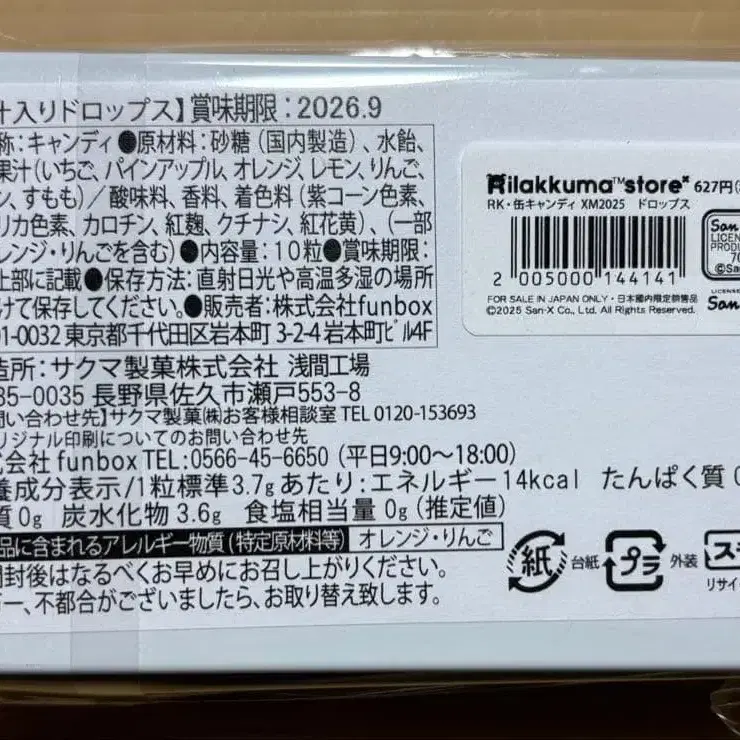 汁入りドロップス】賞味期限:2026.9
称:キャンディ●原材料:砂糖(国内製造)、水飴、
果汁(いちご、パインアップル、オレンジ、レモン、りんご、
ン、すもも)/酸味料、香料、着色料(紫コーン色素、
リカ色素、カロチン、紅麹、クチナシ、紅花黄)、(一部
レンジ・りんごを含む)●内容量:10粒●賞味期限:
上部に記載●保存方法:直射日光や高温多湿の場所
けて保存してください。●販売者:株式会社funbox
01-0032 東京都千代田区岩本町 3-2-4 岩本町ビル4F
造所:サクマ製菓株式会社 浅間工場
85-0035 長野県佐久市瀬戸553-8
問い合わせ先】サクマ製菓㈱お客様相談室 TEL 0120-153693
リジナル印刷についてのお問い合わせ先
式会社 funbox TEL:0566-45-6650 (平日9:00～18:00)
養成分表示/1粒標準3.7gあたり:エネルギー14kcal たんぱく質 0
質0g 炭水化物3.6g 食塩相当量0g (推定値)
品に含まれるアレルギー物質(特定原材料等) オレンジ・りんご
開封後はなるべくお早めにお召し上がりください。
一、不都合がございましたら、お取り替え致します。
Rilakkuma™store 627円
RK・缶キャンディ XM2025 ドロップス
2 005000 144141
FOR SALE IN JAPAN ONLY・日本国内限定販売品
©2025 San-X Co., Ltd. All Rights Reserved.
San
LICEN
PRODU
70
©Sa
LICENSE
San
紙 台紙
プラ 外装
ス
リサイ